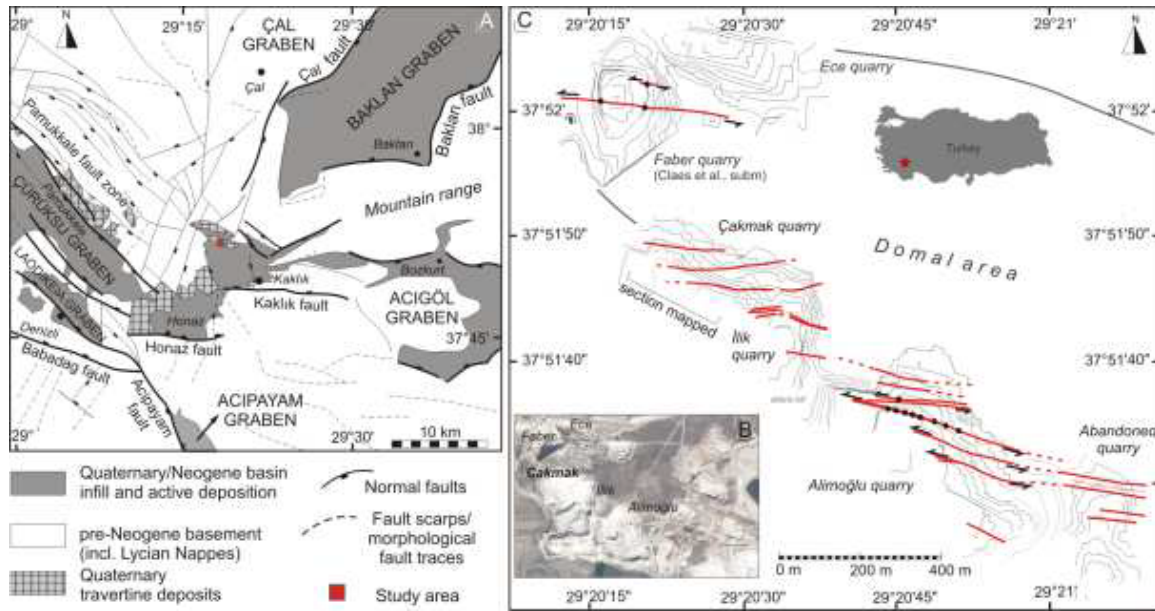 29°15'
29°30'
A
ÇAL
GRABEN
Çal
Çal fault
BAKLAN GRABEN
Baklan fault
Baklan
38°
Pamukkale fault zone
Pamukkale
ÇÜRÜKSU GRABEN
Mountain range
LAODIKEIA GRABEN
Kaklık
Bozkurt
Kaklık fault
ACIGÖL
GRABEN
Denizli
Honaz
37°45'
Honaz fault
Babadag fault
Acıpayam
fault
ACIPAYAM
GRABEN
29°
29°30'
10 km
Quaternary/Neogene basin
infill and active deposition
pre-Neogene basement
(incl. Lycian Nappes)
Quaternary
travertine deposits
Normal faults
Fault scarps/
morphological
fault traces
Study area
C
29°20'15
29°20'30
29°20'45
29°21
N
Ece quarry
37°52'
37°52'
Faber quarry
(Claes et al., subm)
Turkey
Çakmak quarry
37°51'50"
37°51'50"
Domal area
section mapped
İlik
quarry
37°51'40"
37°51'40"
Abandoned
quarry
Alimoğlu quarry
B
Ece
Faber
Cakmak
Ilik
Alimoglu
0 m
200 m
400 m
29°20'15
29°20'30
29°20'45
29°21